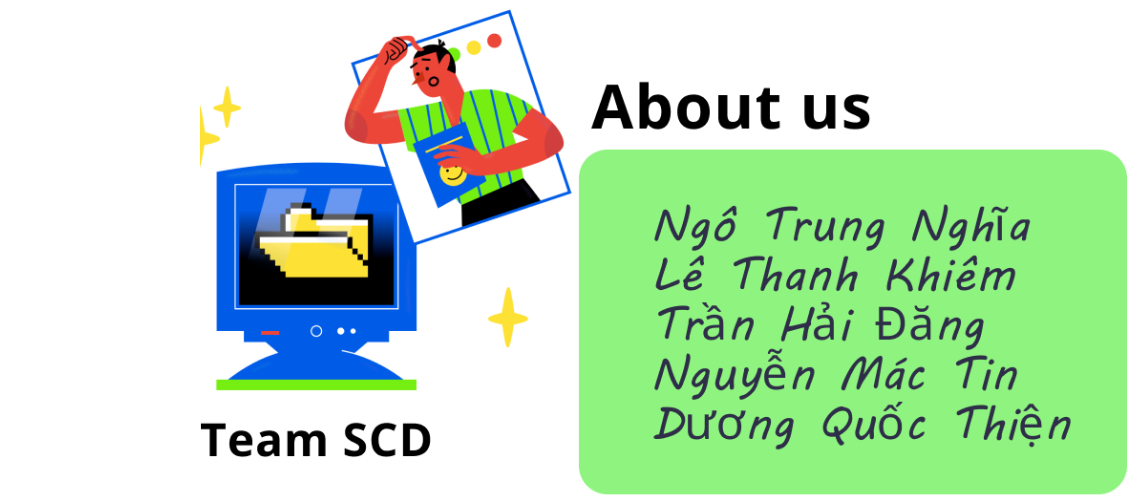 About us
Ngô Trung Nghĩa
Lê Thanh Khiêm
Trần Hải Đăng
Nguyễn Mác Tin
Dương Quốc Thiện
Team SCD